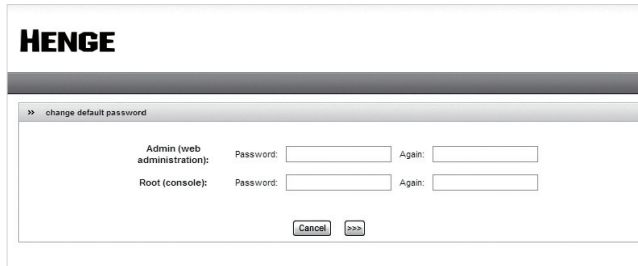 HENGE
>> change default password
Admin (web
administration): Password: Again:
Root (console): Password: Again:
Cancel >>>